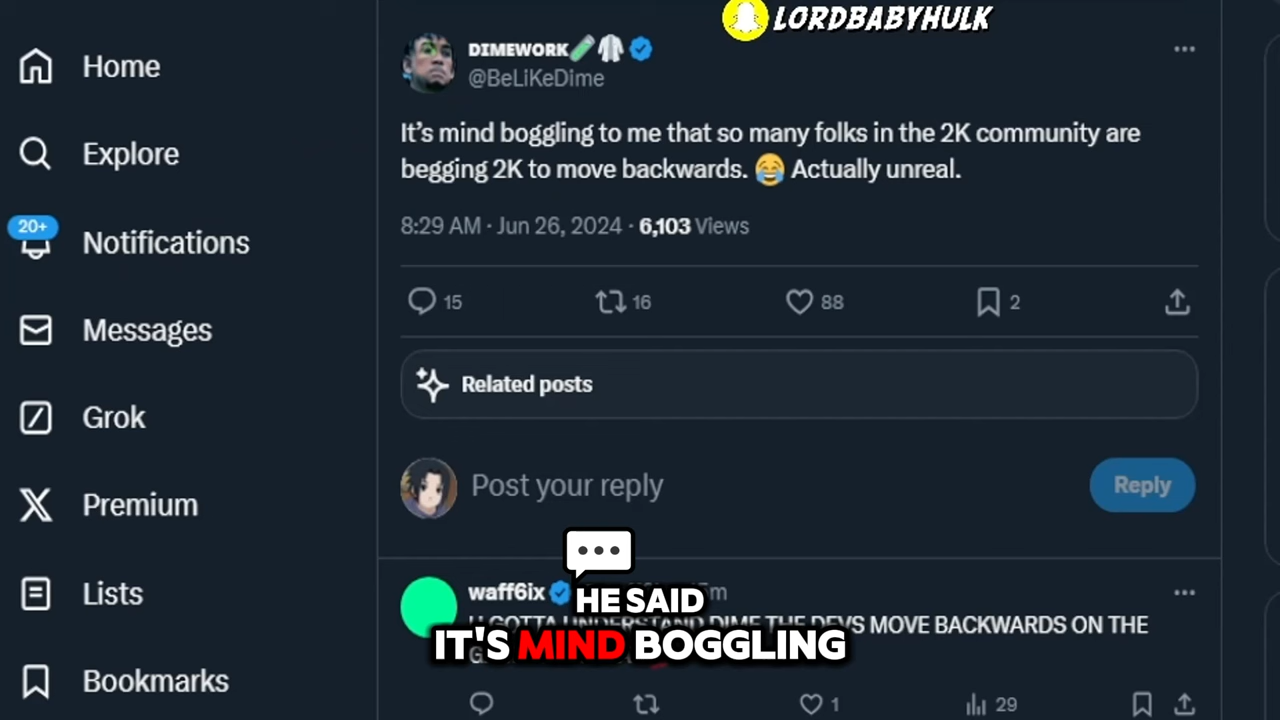 LORDBABYHULK
Home
Explore
20+
Notifications
Messages
Grok
Premium
Lists
Bookmarks
DIMEWORK
@BeLiKeDime
It’s mind boggling to me that so many folks in the 2K community are
begging 2K to move backwards. 😂 Actually unreal.
8:29 AM · Jun 26, 2024 · 6,103 Views
15 16 88 2
Related posts
Post your reply
Reply
waff6ix
GOTTA UNDERSTAND DIME THE DEVS MOVE BACKWARDS ON THE
1 29
HE SAID
IT'S MIND BOGGLING